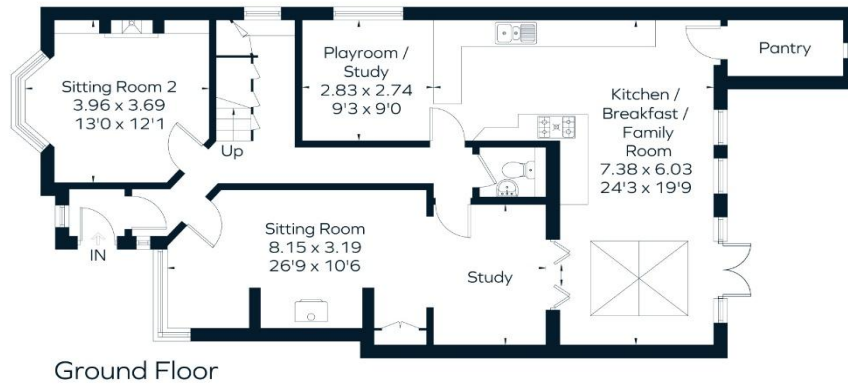 Sitting Room 2
3.96 x 3.69
13'0 x 12'1
Up
Playroom /
Study
2.83 x 2.74
9'3 x 9'0
Pantry
Kitchen /
Breakfast /
Family
Room
7.38 x 6.03
24'3 x 19'9
IN
Sitting Room
8.15 x 3.19
26'9 x 10'6
Study
Ground Floor